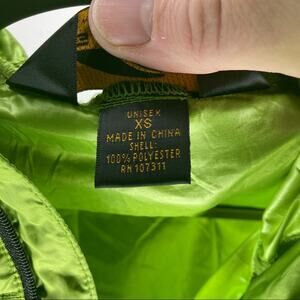 UNISEX
XS
MADE IN CHINA
SHELL:
100% POLYESTER
RN 107311